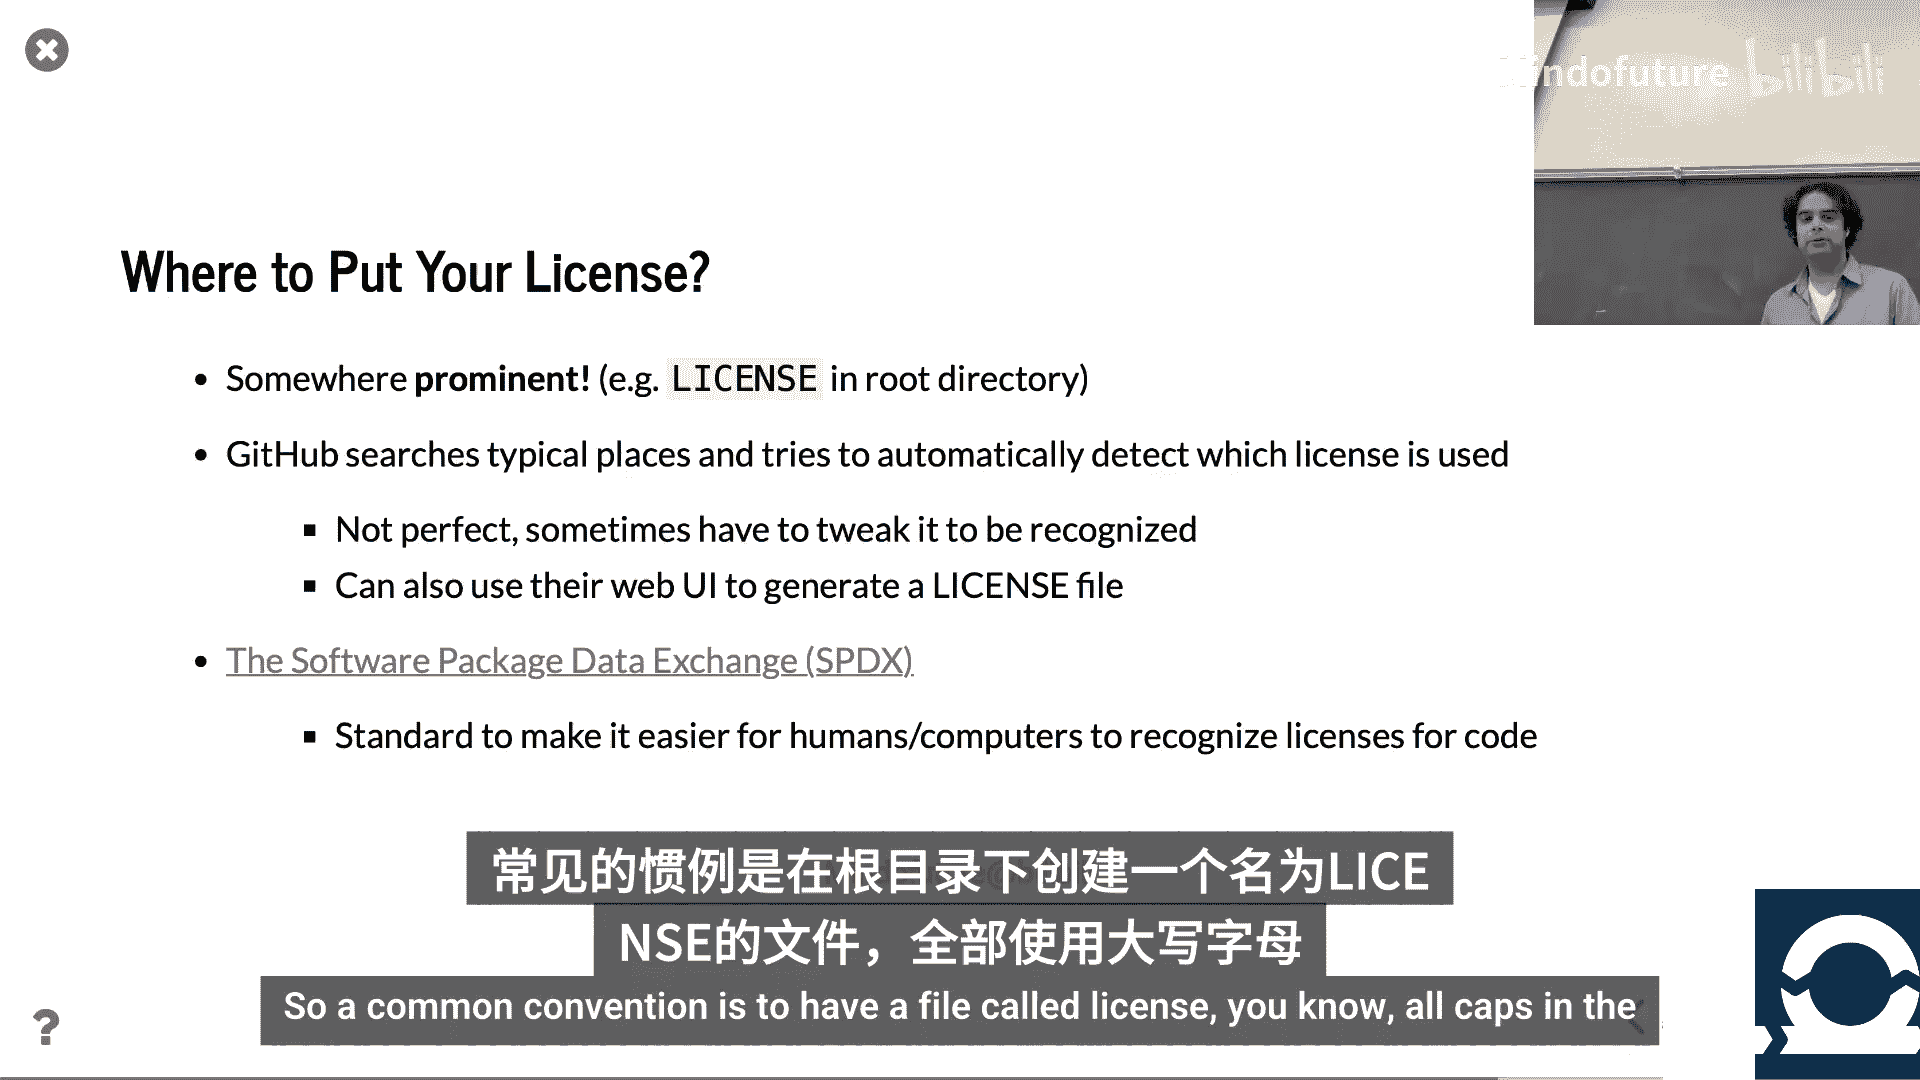 indofuture bilibili
Where to Put Your License?
Somewhere prominent! (e.g. LICENSE in root directory)
GitHub searches typical places and tries to automatically detect which license is used
Not perfect, sometimes have to tweak it to be recognized
Can also use their web UI to generate a LICENSE file
The Software Package Data Exchange (SPDX)
Standard to make it easier for humans/computers to recognize licenses for code
常见的惯例是在根目录下创建一个名为LICE
NSE的文件，全部使用大写字母
So a common convention is to have a file called license, you know, all caps in the
?